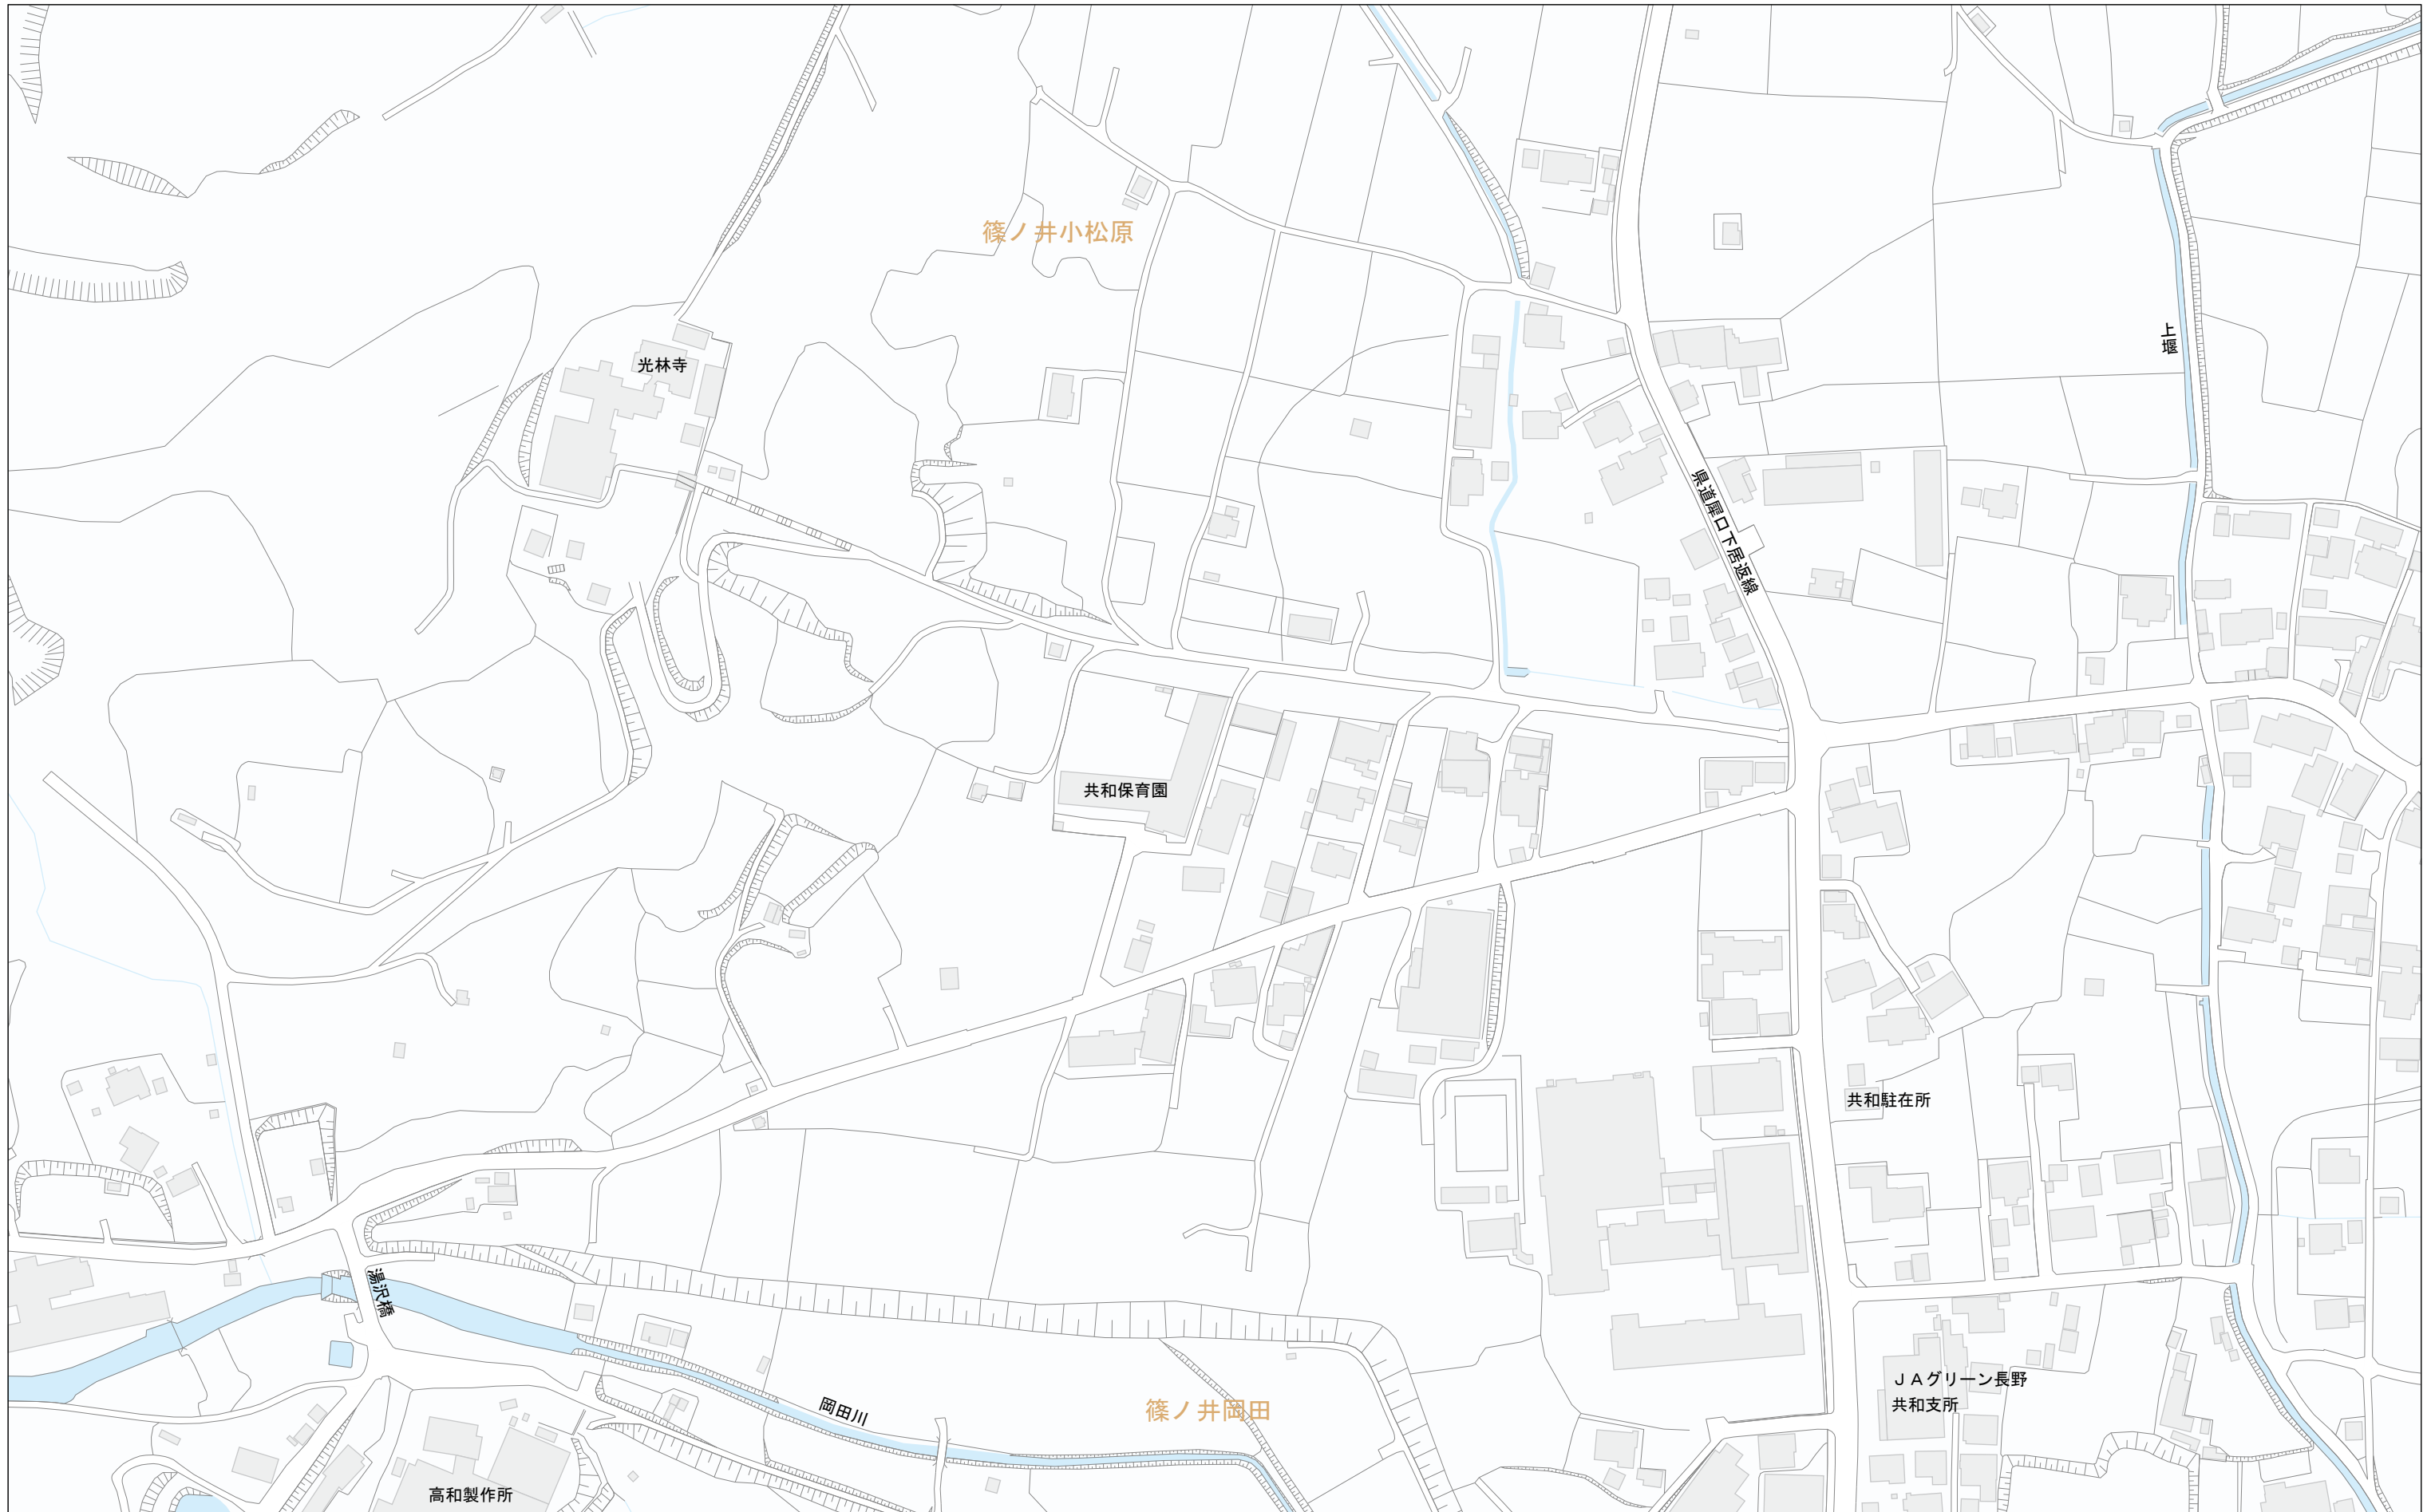 篠ノ井小松原
上堰
光林寺
県道犀口下居返線
共和保育園
共和駐在所
湯沢橋
ＪＡグリーン長野
共和支所
岡田川
篠ノ井岡田
高和製作所